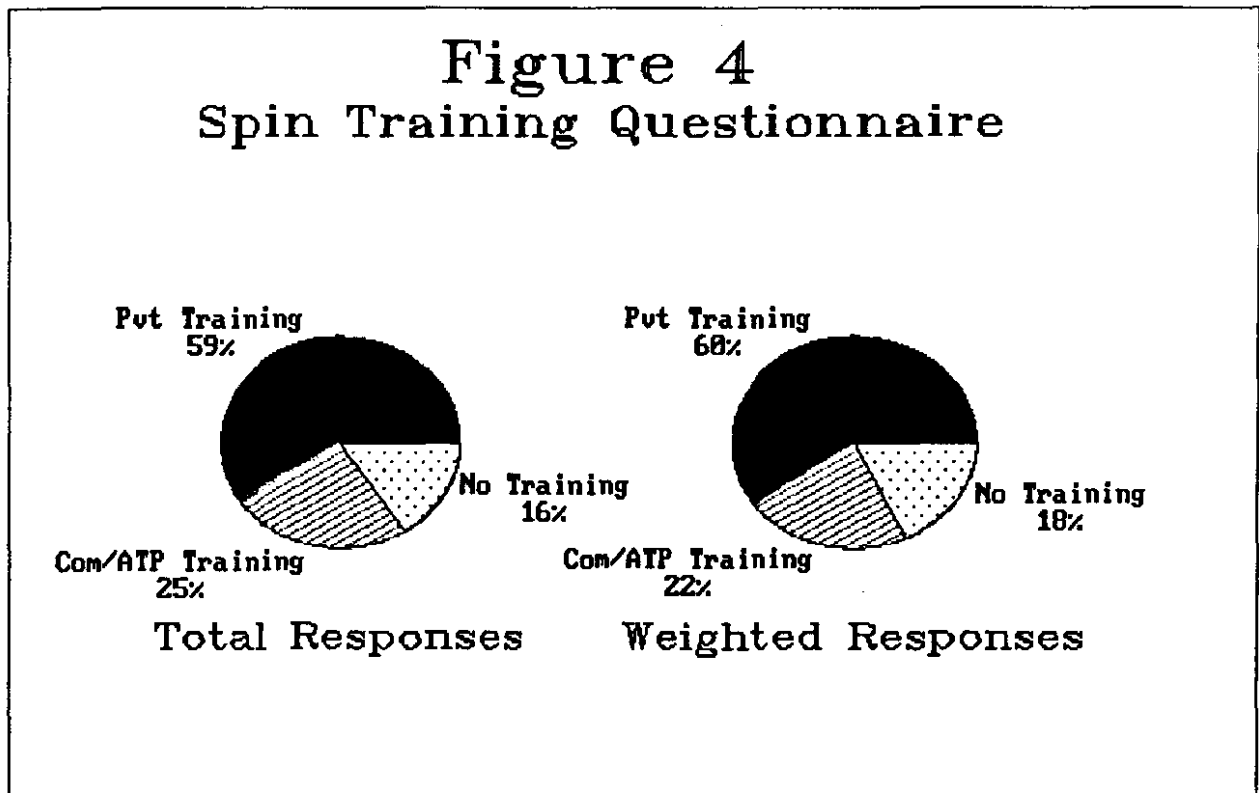 Figure 4
Spin Training Questionnaire
Pvt Training
59%
No Training
16%
Com/ATP Training
25%
Total Responses
Pvt Training
60%
No Training
18%
Com/ATP Training
22%
Weighted Responses